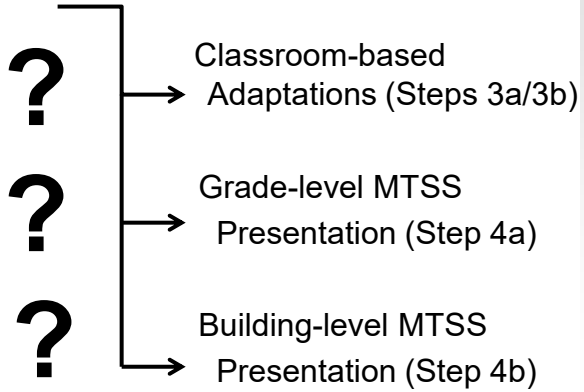 ?
Classroom-based
Adaptations (Steps 3a/3b)
?
Grade-level MTSS
Presentation (Step 4a)
?
Building-level MTSS
Presentation (Step 4b)